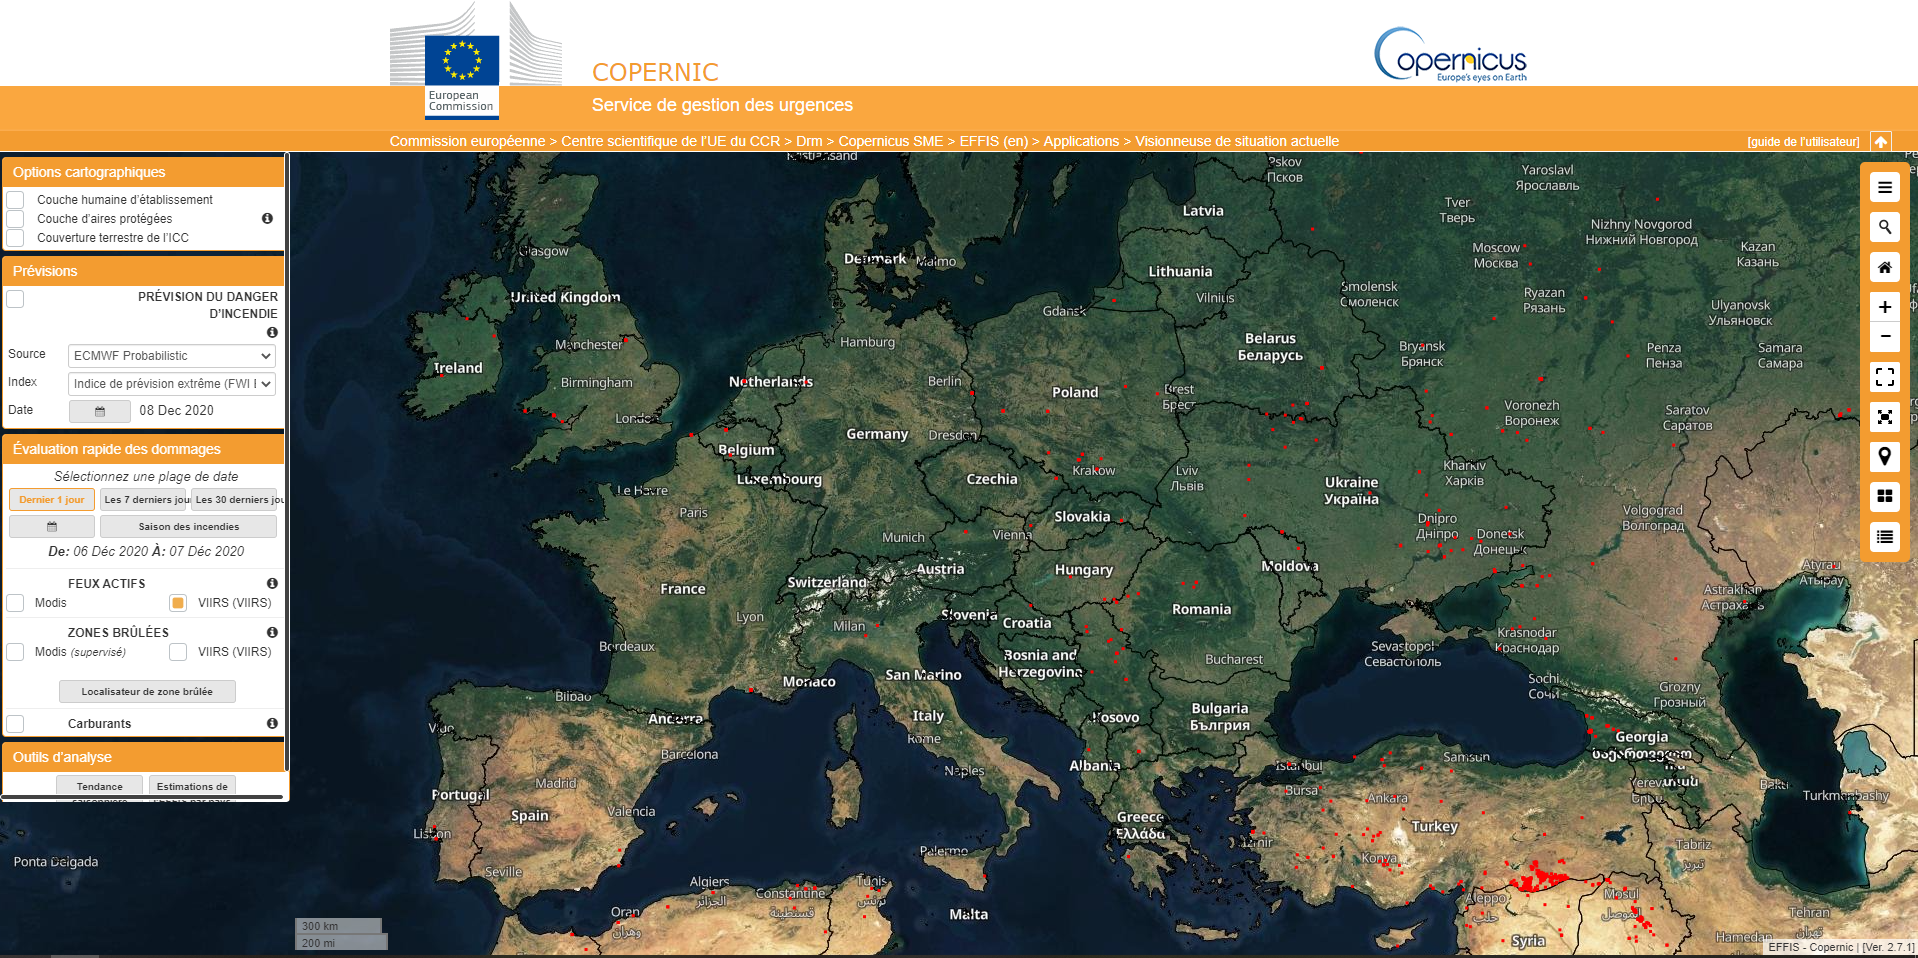 European
Commission
COPERNIC
Service de gestion des urgences
Copernicus
Europe's eyes on Earth
Commission européenne > Centre scientifique de l'UE du CCR > Drm > Copernicus SME > EFFIS (en) > Applications > Visionneuse de situation actuelle
[guide de l'utilisateur]
Options cartographiques
Couche humaine d'établissement
Couche d'aires protégées
Couverture terrestre de l'ICC
Prévisions
PRÉVISION DU DANGER
D'INCENDIE
Source
ECMWF Probabilistic
Index
Indice de prévision extrême (FWI
Date
08 Dec 2020
Évaluation rapide des dommages
Sélectionnez une plage de date
Dernier 1 jour
Les 7 derniers jou
Les 30 derniers jou
Saison des incendies
De: 06 Déc 2020 À: 07 Déc 2020
FEUX ACTIFS
Modis
VIIRS (VIIRS)
ZONES BRÛLÉES
Modis (supervisé)
VIIRS (VIIRS)
Localisateur de zone brûlée
Carburants
Outils d'analyse
Tendance
saisonnière
Estimations de
l'EFFIS par pays
Kristiansand
Pskov
Псков
Yaroslavl
Ярославль
Latvia
Tver
Тверь
Nizhny Novgorod
Нижний Новгород
Kazan
Казань
Moscow
Москва
Glasgow
Denmark
Malmo
Lithuania
Vilnius
Smolensk
Смоленск
Ryazan
Рязань
Ulyanovsk
Ульяновск
United Kingdom
Gdansk
Belarus
Беларусь
Bryansk
Брянск
Penza
Пенза
Samara
Самара
Manchester
Hamburg
Ireland
Birmingham
Netherlands
Berlin
Poland
Brest
Брест
Voronezh
Воронеж
Saratov
Саратов
London
Germany
Dresden
Belgium
Luxembourg
Czechia
Krakow
Lviv
Львів
Kharkiv
Харків
Ukraine
Україна
Le Havre
Paris
Slovakia
Dnipro
Дніпро
Donetsk
Донецьк
Volgograd
Волгоград
Munich
Vienna
Austria
Hungary
Moldova
Atyrau
Атырау
Switzerland
France
Romania
Astrakhan
Астрахань
Lyon
Milan
Slovenia
Croatia
Krasnodar
Краснодар
Bordeaux
Bosnia and
Herzegovina
Bucharest
Sevastopol
Севастополь
Monaco
San Marino
Sochi
Сочи
Grozny
Грозный
Bilbao
Vigo
Andorra
Italy
Rome
Kosovo
Bulgaria
България
Georgia
საქართველო
Barcelona
Naples
Albania
Istanbul
Samsun
Madrid
Bursa
Ankara
Yerevan
Baku
Turkmenbashy
Portugal
Spain
Valencia
Greece
Ελλάδα
Turkey
Lisbon
Izmir
Konya
Tabriz
تبریز
Ponta Delgada
Seville
Palermo
Algiers
الجزائر
Constantine
قسنطينة
Tunis
تونس
Aleppo
حلب
Mosul
الموصل
Oran
وهران
Malta
Tehran
تهران
Syria
Hamedan
300 km
200 mi
EFFIS - Copernic | [Ver. 2.7.1]